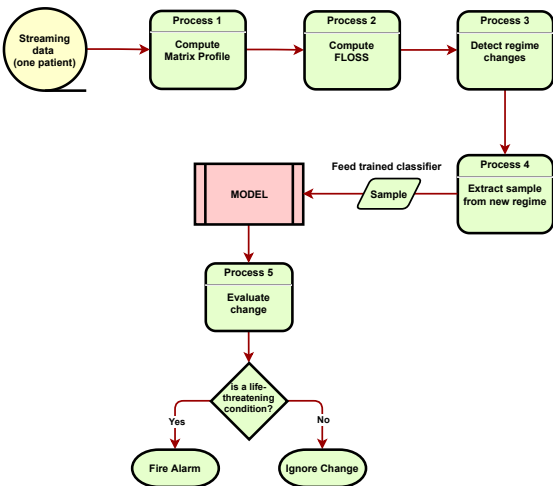 Streaming
data
(one patient)
Process 1
Compute
Matrix Profile
Process 2
Compute
FLOSS
Process 3
Detect regime
changes
Process 4
Extract sample
from new regime
Feed trained classifier
Sample
MODEL
Process 5
Evaluate
change
is a life-
threatening
condition?
Yes
No
Fire Alarm
Ignore Change